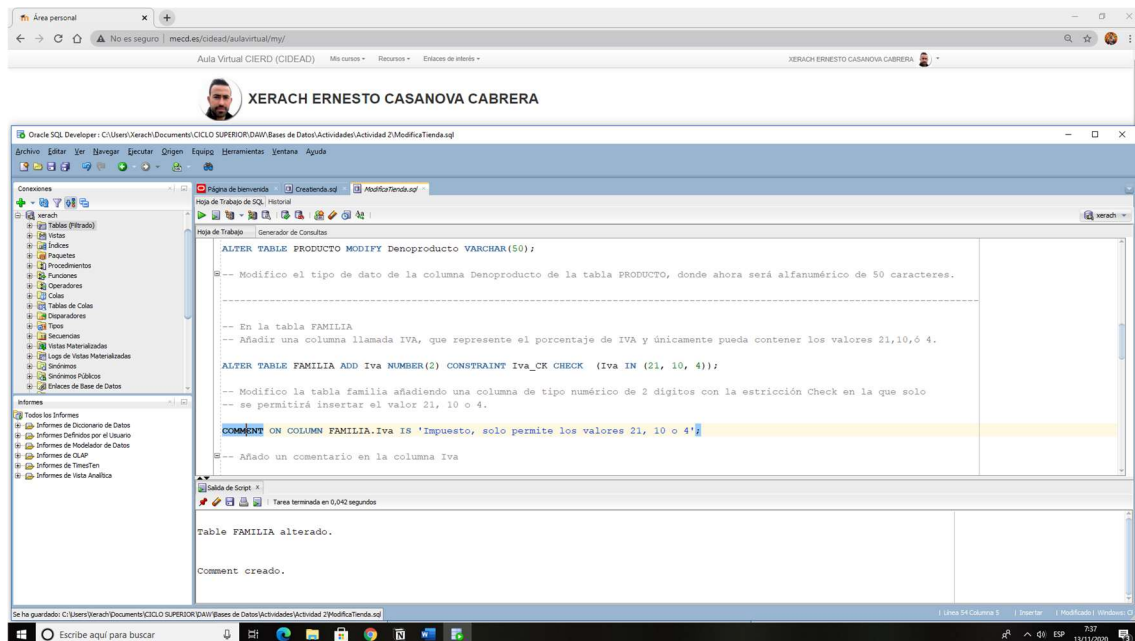 Área personal
No es seguro | mecd.es/cidead/aulavirtual/my/
Aula Virtual CIERD (CIDEAD) Mis cursos Recursos Enlaces de interés XERACH ERNESTO CASANOVA CABRERA
XERACH ERNESTO CASANOVA CABRERA
Oracle SQL Developer : C:\Users\Xerach\Documents\CICLO SUPERIOR\DAW\Bases de Datos\Actividades\Actividad 2\ModificaTienda.sql
Archivo Editar Ver Navegar Ejecutar Origen Equipo Herramientas Ventana Ayuda
Conexiones
xerach
Tablas (Filtrado)
Vistas
Índices
Paquetes
Procedimientos
Funciones
Operadores
Colas
Tablas de Colas
Disparadores
Tipos
Secuencias
Vistas Materializadas
Logs de Vistas Materializadas
Sinónimos
Sinónimos Públicos
Enlaces de Base de Datos
Informes
Todos los Informes
Informes de Diccionario de Datos
Informes Definidos por el Usuario
Informes de Modelador de Datos
Informes de OLAP
Informes de TimesTen
Informes de Vista Analítica
Página de bienvenida Creatienda.sql ModificaTienda.sql
Hoja de Trabajo de SQL Historial
xerach
Hoja de Trabajo Generador de Consultas
ALTER TABLE PRODUCTO MODIFY Denoproducto VARCHAR(50);
-- Modifico el tipo de dato de la columna Denoproducto de la tabla PRODUCTO, donde ahora será alfanumérico de 50 caracteres.
-- En la tabla FAMILIA
-- Añadir una columna llamada IVA, que represente el porcentaje de IVA y únicamente pueda contener los valores 21,10,ó 4.
ALTER TABLE FAMILIA ADD Iva NUMBER(2) CONSTRAINT Iva_CK CHECK (Iva IN (21, 10, 4));
-- Modifico la tabla familia añadiendo una columna de tipo numérico de 2 dígitos con la estricción Check en la que solo
-- se permitirá insertar el valor 21, 10 o 4.
COMMENT ON COLUMN FAMILIA.Iva IS 'Impuesto, solo permite los valores 21, 10 o 4';
-- Añado un comentario en la columna Iva
Salida de Script
Tarea terminada en 0,042 segundos
Table FAMILIA alterado.
Comment creado.
Se ha guardado: C:\Users\Xerach\Documents\CICLO SUPERIOR\DAW\Bases de Datos\Actividades\Actividad 2\ModificaTienda.sql
Línea 54 Columna 5 | Insertar | Modificado | Windows: C
Escribe aquí para buscar
ESP
7:37
13/11/2020